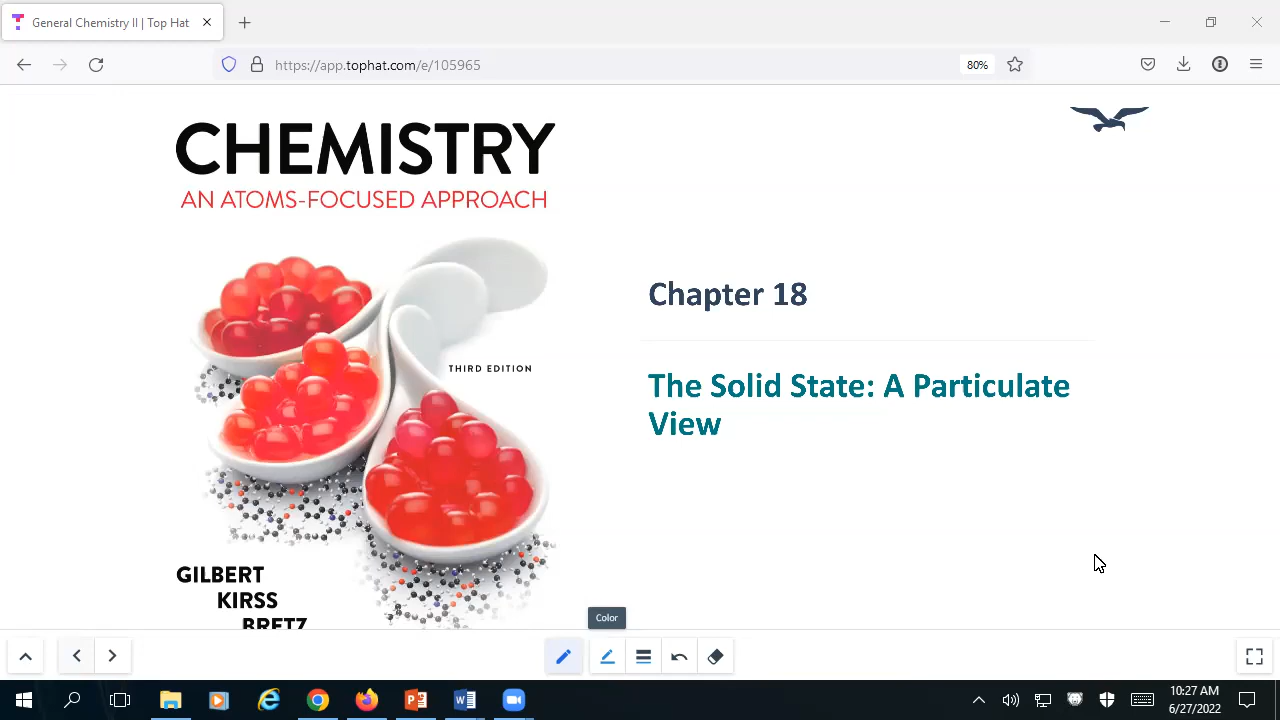 General Chemistry II | Top Hat
https://app.tophat.com/e/105965
80%
CHEMISTRY
AN ATOMS-FOCUSED APPROACH
Chapter 18
THIRD EDITION
The Solid State: A Particulate
View
GILBERT
KIRSS
BRETZ
Color
10:27 AM
6/27/2022